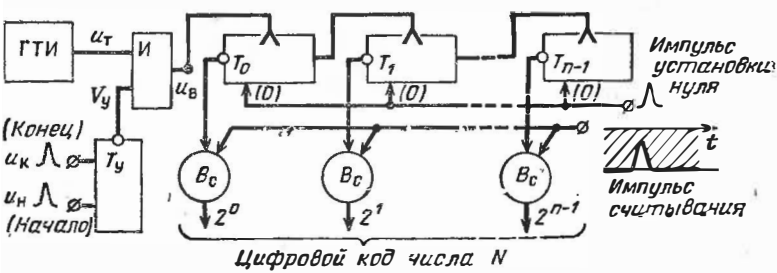 ГТИ
uт
И
uв
Vу
(Конец)
uк
Tу
uн
(Начало)
T0
T1
Tn-1
(0)
(0)
(0)
Импульс
установки
нуля
t
Импульс
считывания
Bс
Bс
Bс
2^0
2^1
2^n-1
Цифровой код числа N